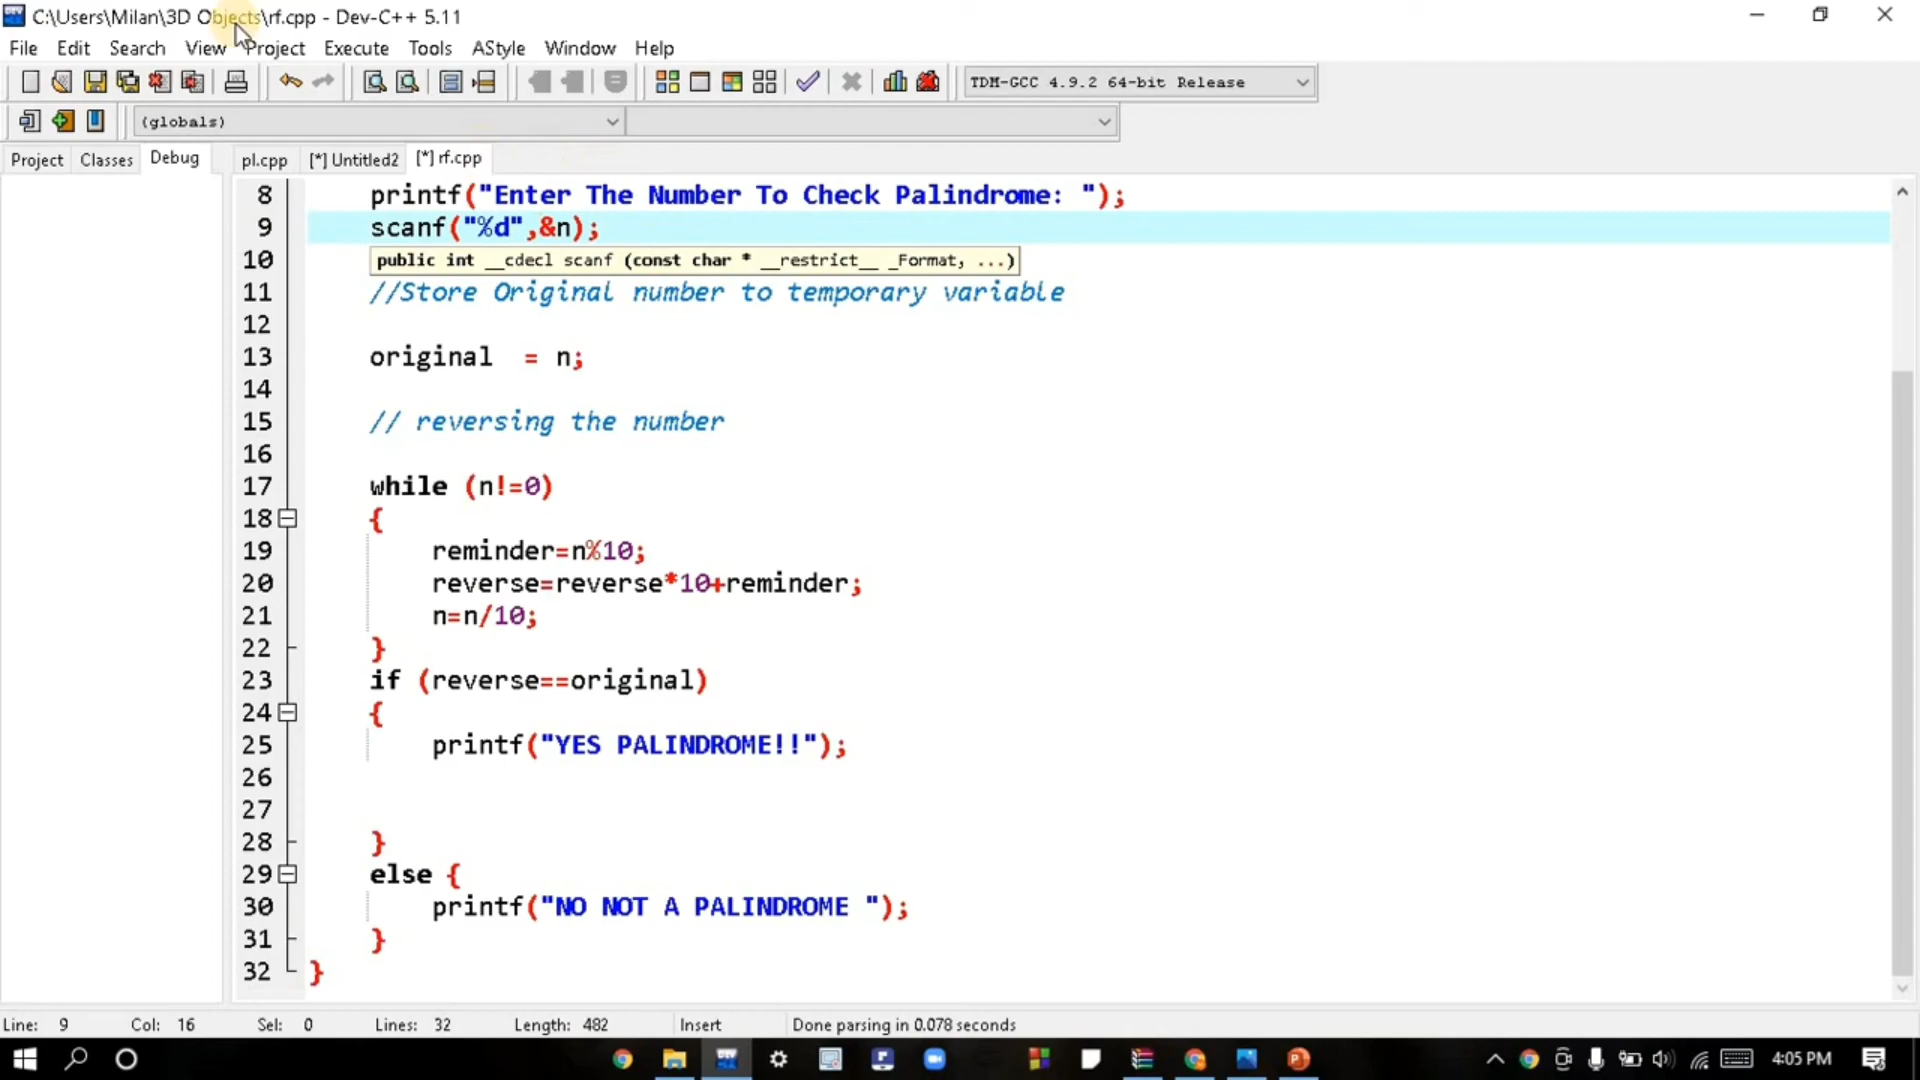 C:\Users\Milan\3D Objects\rf.cpp - Dev-C++ 5.11
File Edit Search View Project Execute Tools AStyle Window Help
TDM-GCC 4.9.2 64-bit Release
(globals)
Project Classes Debug pl.cpp [*] Untitled2 [*] rf.cpp
8 printf("Enter The Number To Check Palindrome: ");
9 scanf("%d",&n);
10 public int __cdecl scanf (const char * __restrict__ _Format, ...)
11 //Store Original number to temporary variable
12
13 original  = n;
14
15 // reversing the number
16
17 while (n!=0)
18 {
19 reminder=n%10;
20 reverse=reverse*10+reminder;
21 n=n/10;
22 }
23 if (reverse==original)
24 {
25 printf("YES PALINDROME!!");
26
27
28 }
29 else {
30 printf("NO NOT A PALINDROME ");
31 }
32 }
Line: 9 Col: 16 Sel: 0 Lines: 32 Length: 482 Insert Done parsing in 0.078 seconds
4:05 PM